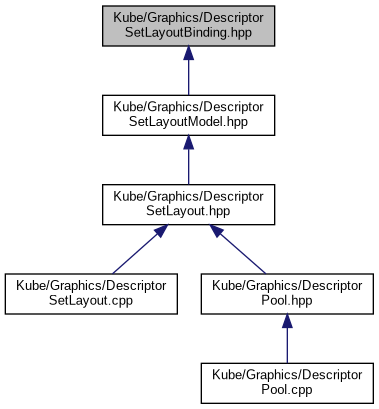 Kube/Graphics/Descriptor
SetLayoutBinding.hpp
Kube/Graphics/Descriptor
SetLayoutModel.hpp
Kube/Graphics/Descriptor
SetLayout.hpp
Kube/Graphics/Descriptor
SetLayout.cpp
Kube/Graphics/Descriptor
Pool.hpp
Kube/Graphics/Descriptor
Pool.cpp